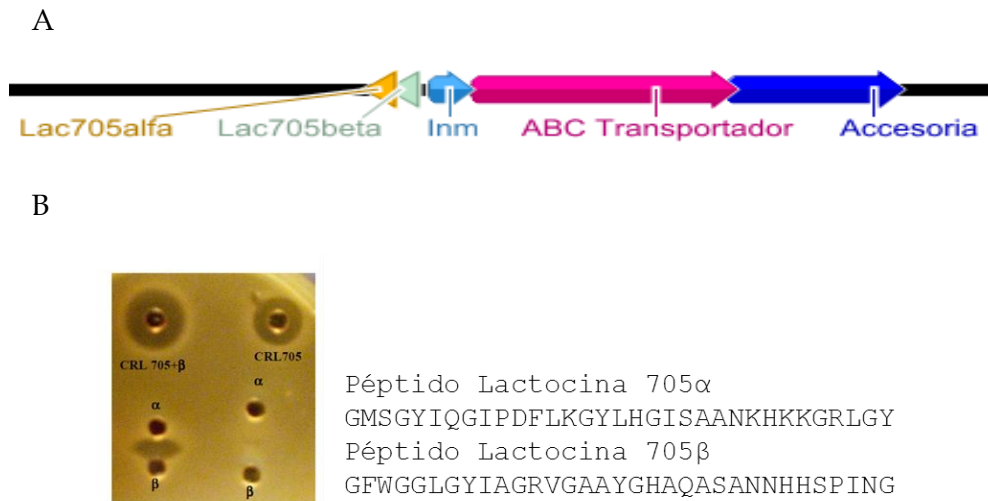 A
Lac705alfa Lac705beta Inm ABC Transportador Accesoria
B
CRL 705+β CRL705
α
α
β
β
Péptido Lactocina 705α
GMSGYIQGIPDFLKGYLHGISAANKHKKGRLGY
Péptido Lactocina 705β
GFWGGLGYIAGRVGAAYGHAQASANNHHSPING